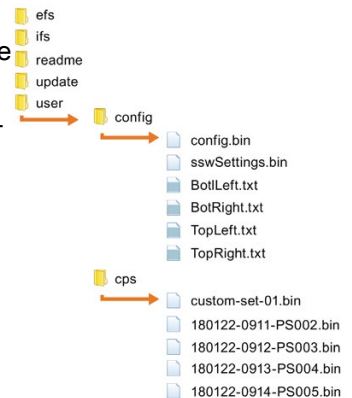 efs
ifs
e
readme
update
user
config
config.bin
sswSettings.bin
BotlLeft.txt
BotRight.txt
TopLeft.txt
TopRight.txt
cps
custom-set-01.bin
180122-0911-PS002.bin
180122-0912-PS003.bin
180122-0913-PS004.bin
180122-0914-PS005.bin